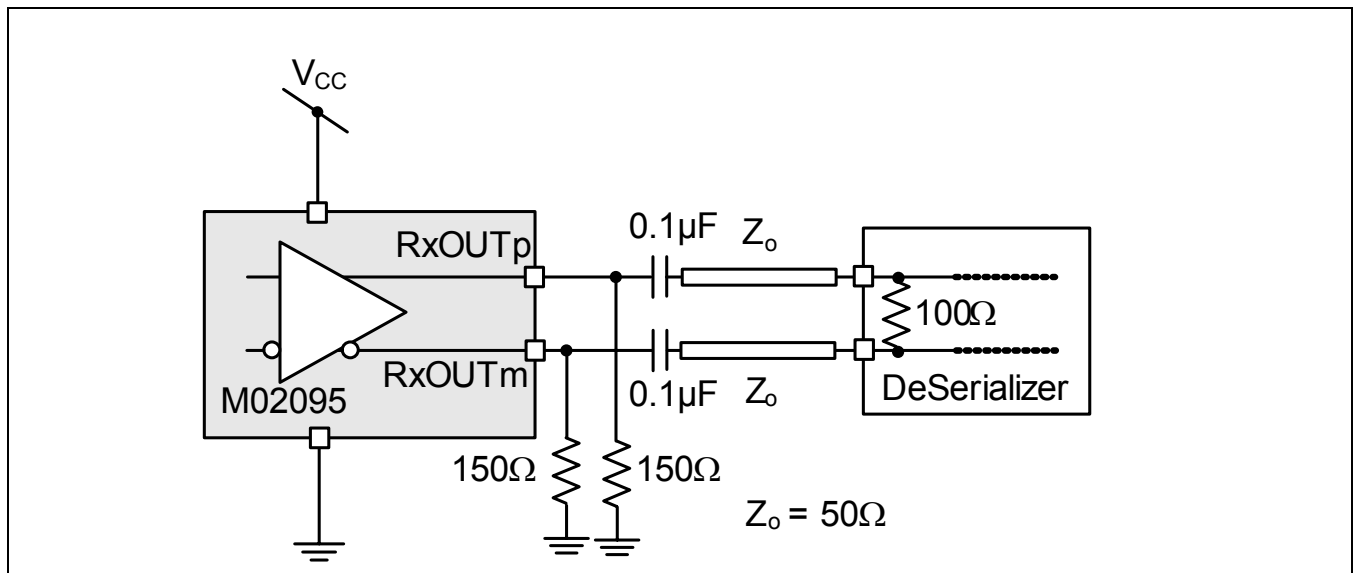 VCC
RxOUTp
0.1µF
Zo
100Ω
RxOUTm
0.1µF
Zo
M02095
DeSerializer
150Ω
150Ω
Zo = 50Ω